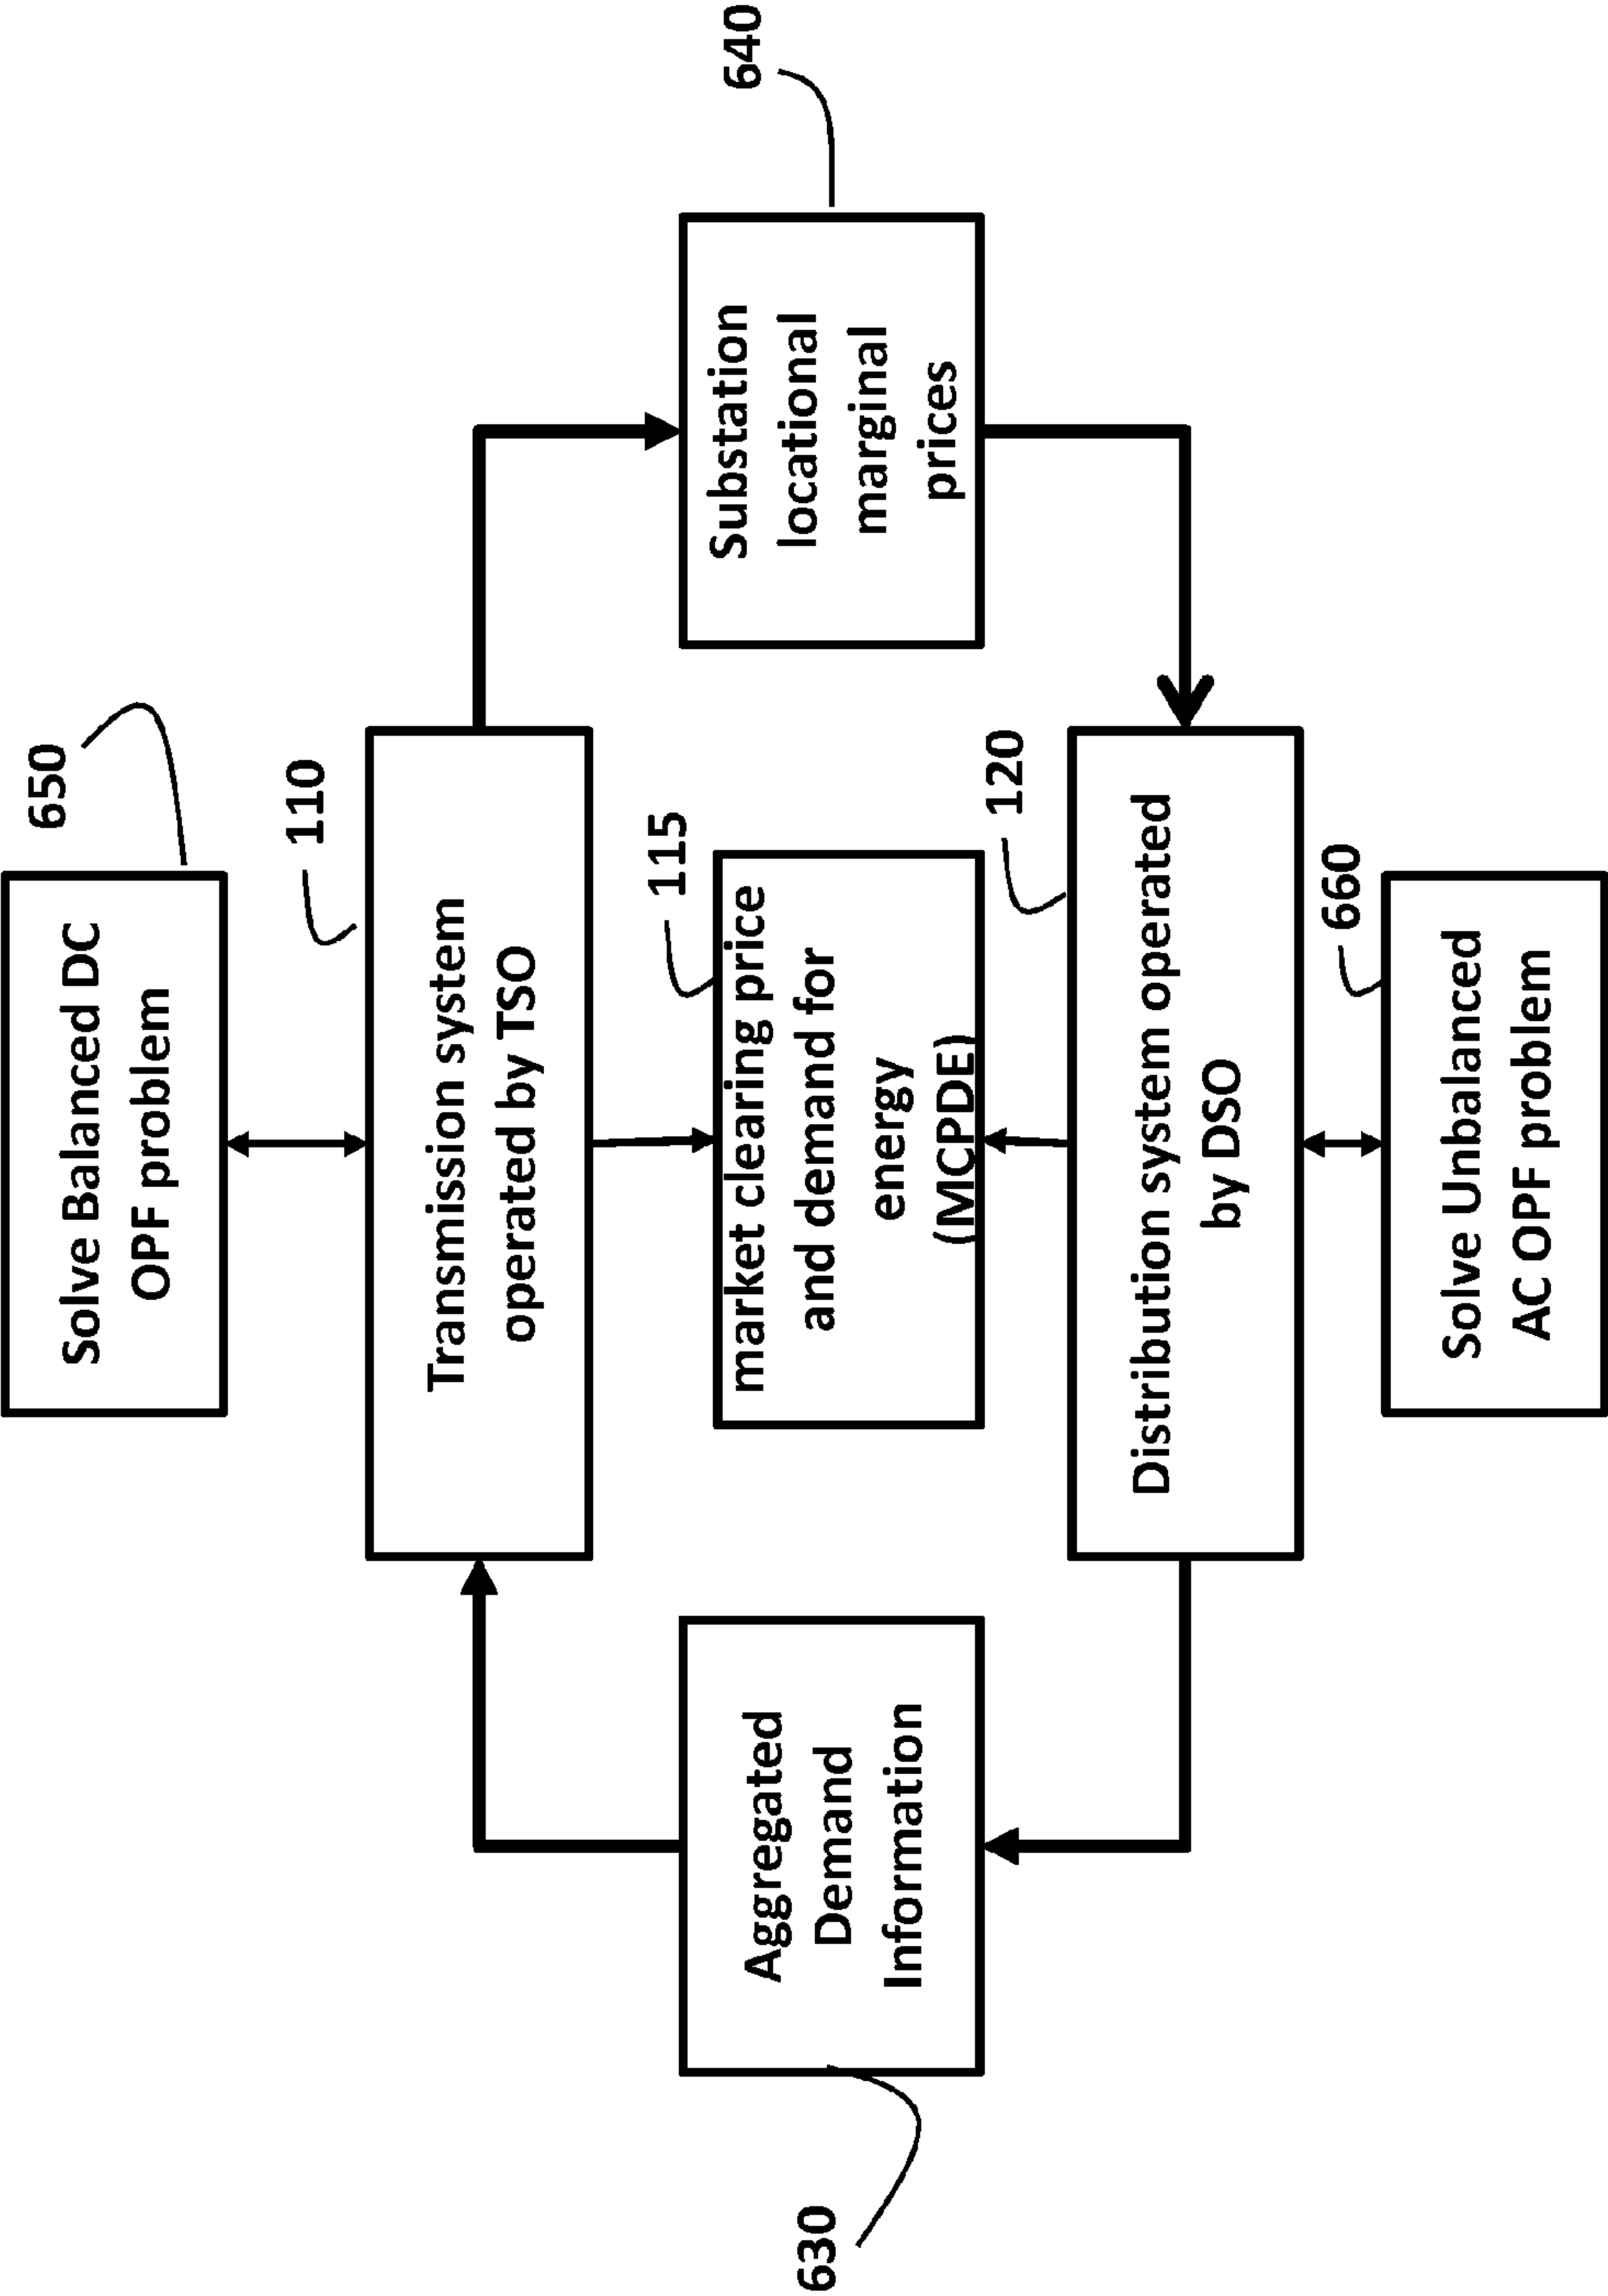 650
Solve Balanced DC
OPF problem
110
Transmission system
operated by TSO
630
Aggregated
Demand
Information
115
market clearing price
and demand for
energy
(MCPDE)
640
Substation
locational
marginal
prices
120
Distribution system operated
by DSO
660
Solve Unbalanced
AC OPF problem